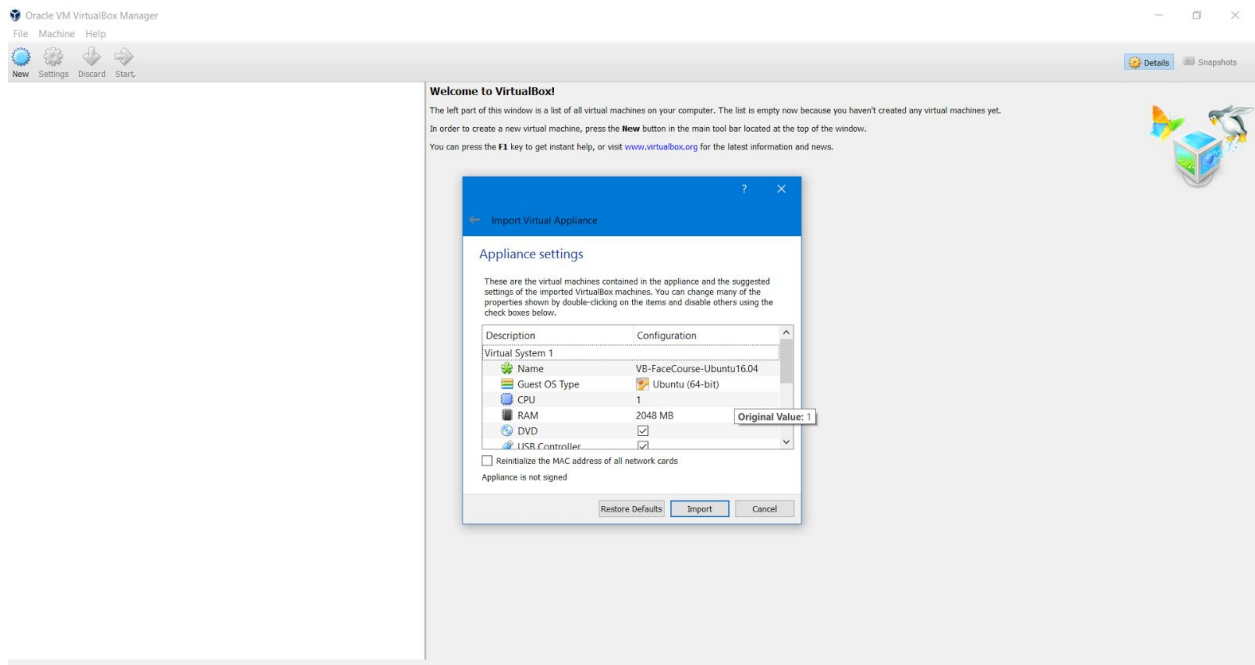 Oracle VM VirtualBox Manager
File Machine Help
New Settings Discard Start
Details Snapshots
Welcome to VirtualBox!
The left part of this window is a list of all virtual machines on your computer. The list is empty now because you haven't created any virtual machines yet.
In order to create a new virtual machine, press the New button in the main tool bar located at the top of the window.
You can press the F1 key to get instant help, or visit www.virtualbox.org for the latest information and news.
?
Import Virtual Appliance
Appliance settings
These are the virtual machines contained in the appliance and the suggested
settings of the imported VirtualBox machines. You can change many of the
properties shown by double-clicking on the items and disable others using the
check boxes below.
Description Configuration
Virtual System 1
Name VB-FaceCourse-Ubuntu16.04
Guest OS Type Ubuntu (64-bit)
CPU 1
RAM 2048 MB
Original Value: 1
DVD
USB Controller
Reinitialize the MAC address of all network cards
Appliance is not signed
Restore Defaults Import Cancel